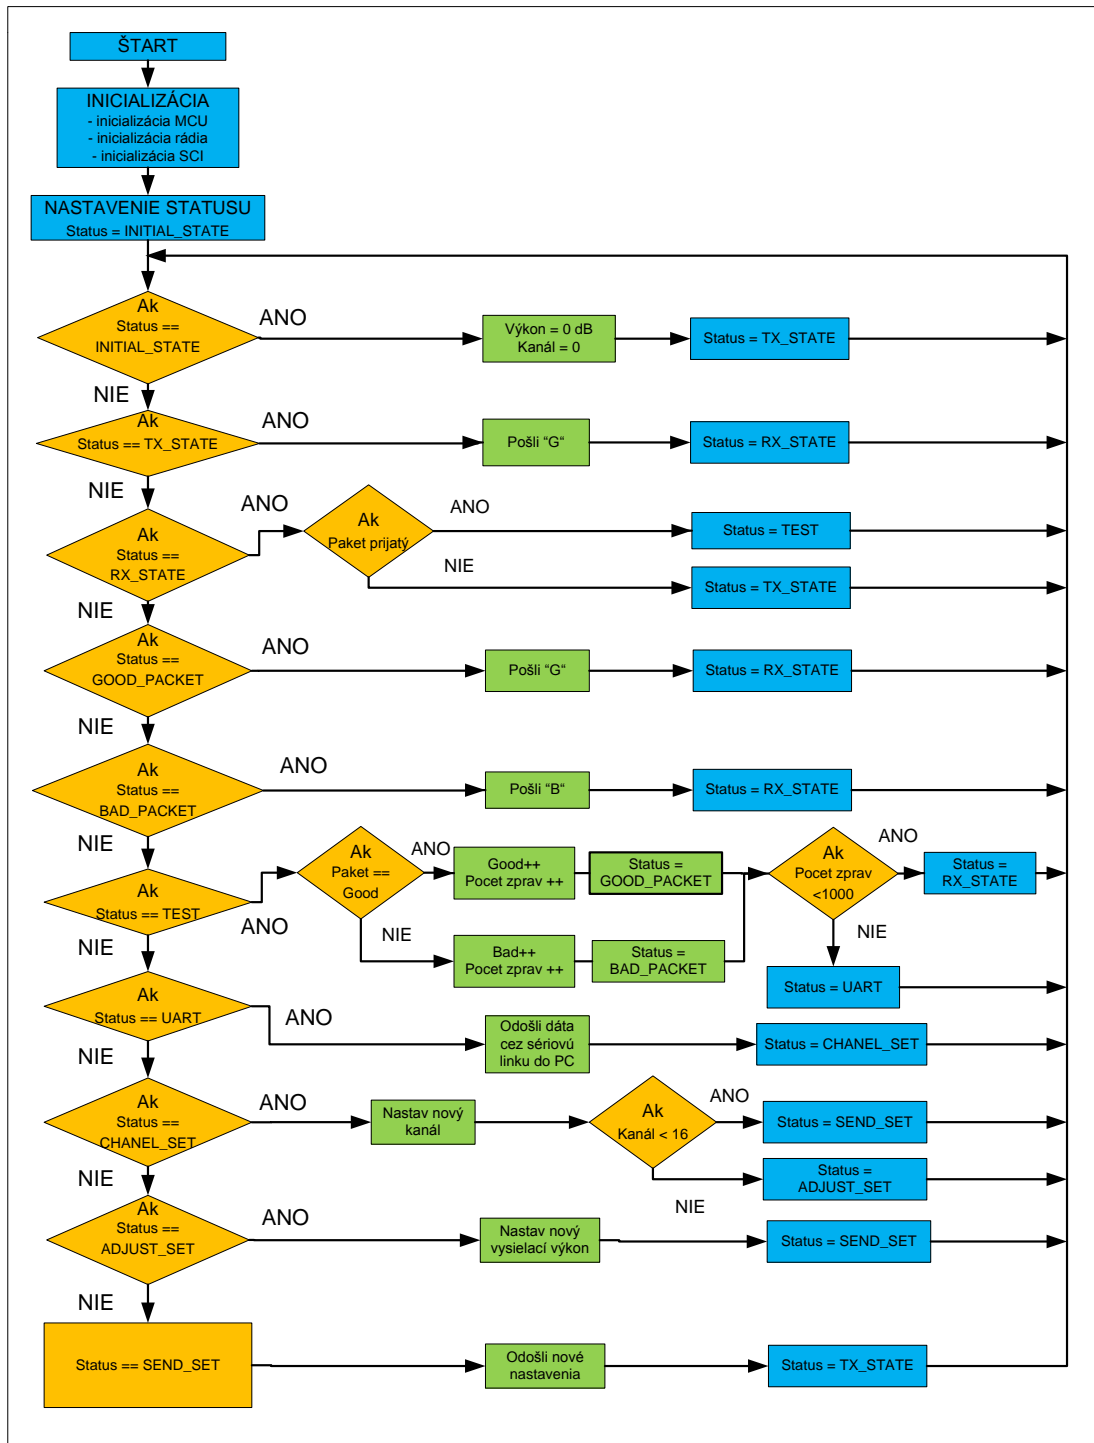 ŠTART
INICIALIZÁCIA
- inicializácia MCU
- inicializácia rádia
- inicializácia SCI
NASTAVENIE STATUSU
Status = INITIAL_STATE
Ak
Status ==
INITIAL_STATE
ANO
Výkon = 0 dB
Kanál = 0
Status = TX_STATE
NIE
Ak
Status == TX_STATE
ANO
Pošli “G“
Status = RX_STATE
NIE
Ak
Status ==
RX_STATE
ANO
Ak
Paket prijatý
ANO
Status = TEST
NIE
Status = TX_STATE
NIE
Ak
Status ==
GOOD_PACKET
ANO
Pošli “G“
Status = RX_STATE
NIE
Ak
Status ==
BAD_PACKET
ANO
Pošli “B“
Status = RX_STATE
NIE
Ak
Status == TEST
ANO
Ak
Paket ==
Good
ANO
Good++
Pocet zprav ++
Status =
GOOD_PACKET
NIE
Bad++
Pocet zprav ++
Status =
BAD_PACKET
Ak
Pocet zprav
<1000
ANO
Status =
RX_STATE
NIE
Status = UART
NIE
Ak
Status == UART
ANO
Odošli dáta
cez sériovú
linku do PC
Status = CHANEL_SET
NIE
Ak
Status ==
CHANEL_SET
ANO
Nastav nový
kanál
Ak
Kanál < 16
ANO
Status = SEND_SET
NIE
Status =
ADJUST_SET
NIE
Ak
Status ==
ADJUST_SET
ANO
Nastav nový
vysielací výkon
Status = SEND_SET
NIE
Status == SEND_SET
Odošli nové
nastavenia
Status = TX_STATE